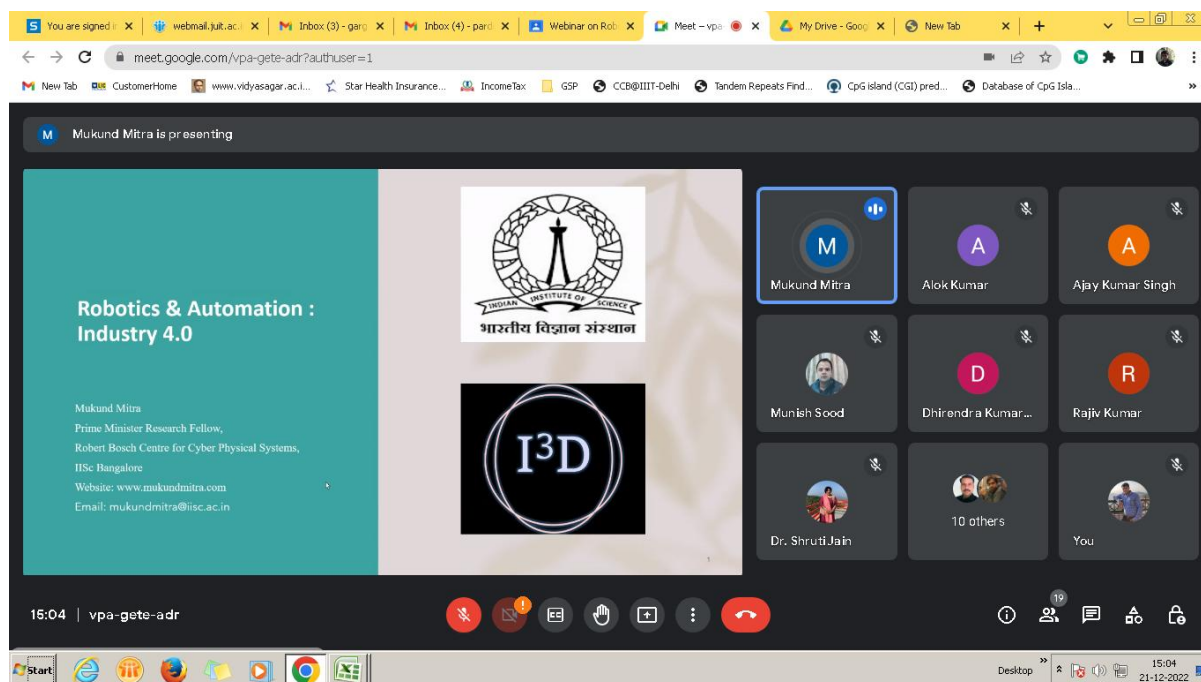 You are signed in
webmail.juit.ac.i
Inbox (3) - garg
Inbox (4) - pard
Webinar on Rob
Meet – vpa-
My Drive - Goog
New Tab
meet.google.com/vpa-gete-adr?authuser=1
New Tab
CustomerHome
www.vidyasagar.ac.i...
Star Health Insurance...
IncomeTax
GSP
CCB@IIIT-Delhi
Tandem Repeats Find...
CpG island (CGI) pred...
Database of CpG Isla...
M
Mukund Mitra is presenting
Robotics & Automation :
Industry 4.0
Mukund Mitra
Prime Minister Research Fellow,
Robert Bosch Centre for Cyber Physical Systems,
IISc Bangalore
Website: www.mukundmitra.com
Email: mukundmitra@iisc.ac.in
INDIAN INSTITUTE OF SCIENCE
भारतीय विज्ञान संस्थान
I³D
1
M
Mukund Mitra
A
Alok Kumar
A
Ajay Kumar Singh
Munish Sood
D
Dhirendra Kumar...
R
Rajiv Kumar
Dr. Shruti Jain
10 others
You
15:04 | vpa-gete-adr
CC
19
Start
Desktop
15:04
21-12-2022